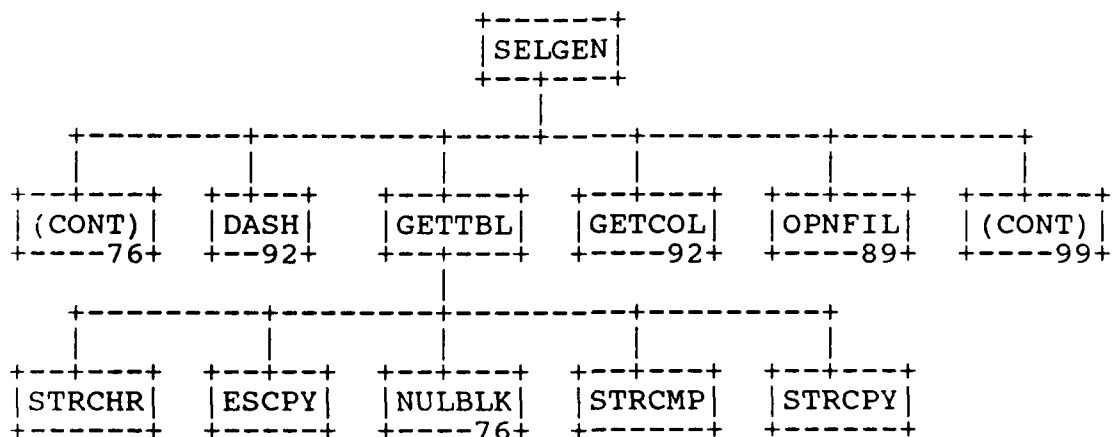 SELGEN
(CONT) DASH GETTBL GETCOL OPNFIL (CONT)
76 92 92 89 99
STRCHR ESCPY NULBLK STRCMP STRCPY
76